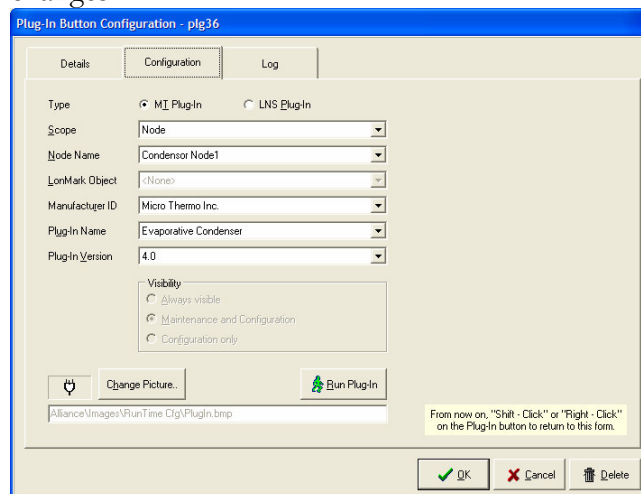 Plug-In Button Configuration - plg36
Details Configuration Log
Type MT Plug-In LNS Plug-In
Scope Node
Node Name Condensor Node1
LonMark Object <None>
Manufacturer ID Micro Thermo Inc.
Plug-In Name Evaporative Condenser
Plug-In Version 4.0
Visibility
Always visible
Maintenance and Configuration
Configuration only
Change Picture.. Run Plug-In
Alliance\Images\RunTime Cfg\PlugIn.bmp
From now on, "Shift - Click" or "Right - Click"
on the Plug-In button to return to this form.
OK Cancel Delete